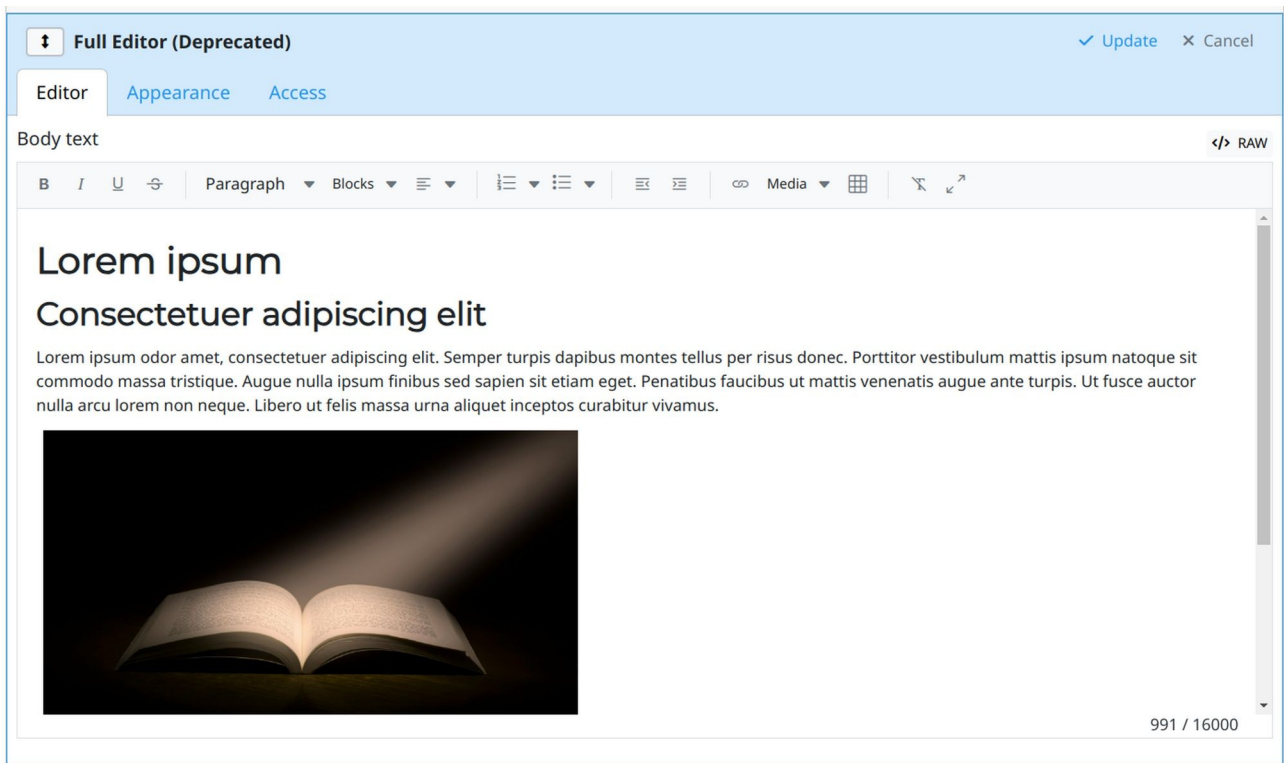 Full Editor (Deprecated)
Update
Cancel
Editor
Appearance
Access
Body text
</> RAW
B I U S Paragraph Blocks Media
Lorem ipsum
Consectetuer adipiscing elit
Lorem ipsum odor amet, consectetuer adipiscing elit. Semper turpis dapibus montes tellus per risus donec. Porttitor vestibulum mattis ipsum natoque sit
commodo massa tristique. Augue nulla ipsum finibus sed sapien sit etiam eget. Penatibus faucibus ut mattis venenatis augue ante turpis. Ut fusce auctor
nulla arcu lorem non neque. Libero ut felis massa urna aliquet inceptos curabitur vivamus.
991 / 16000